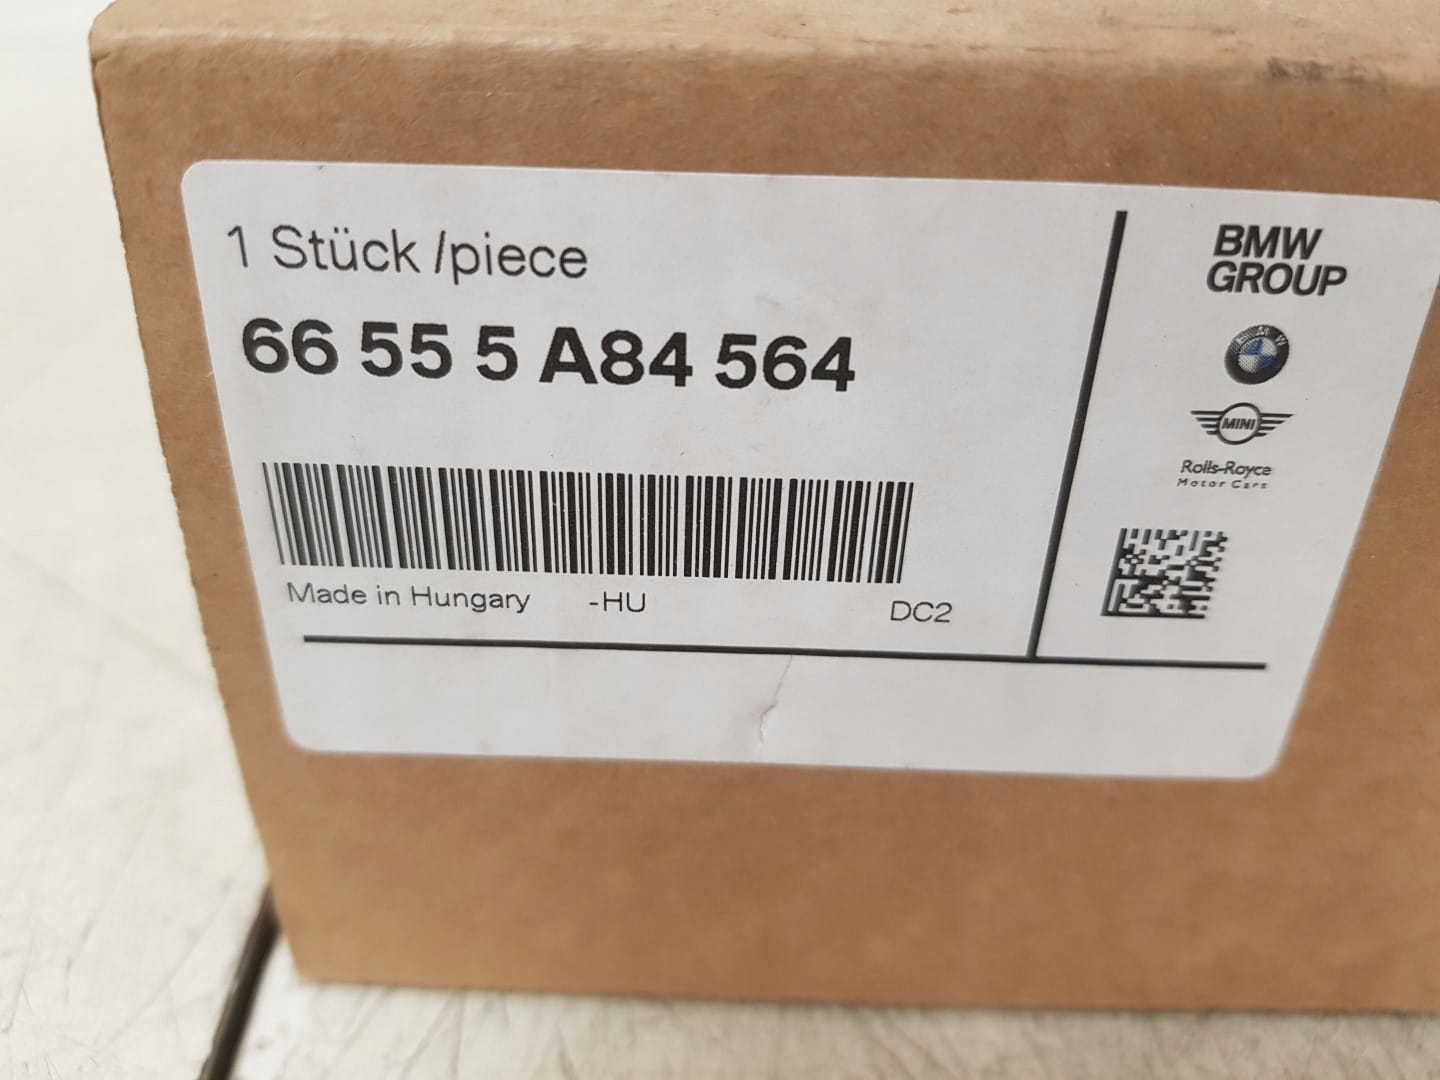 1 Stück /piece
66 55 5 A84 564
Made in Hungary -HU DC2
BMW
GROUP
MINI
Rolls-Royce
Motor Cars